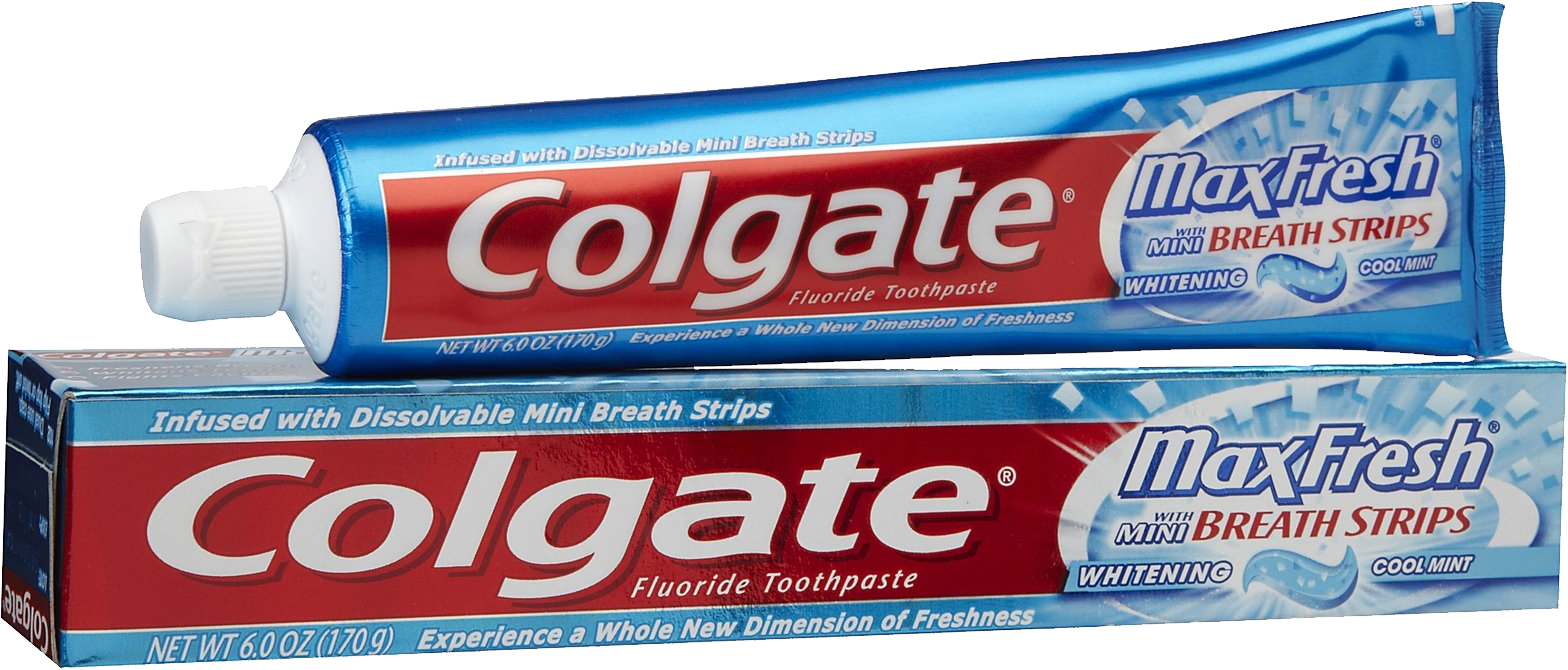 Infused with Dissolvable Mini Breath Strips
Colgate®
Fluoride Toothpaste
NET WT 6.0 OZ (170 g) Experience a Whole New Dimension of Freshness
MaxFresh®
WITH
MINI BREATH STRIPS
WHITENING
COOL MINT
Colgate
Infused with Dissolvable Mini Breath Strips
Colgate®
Fluoride Toothpaste
NET WT 6.0 OZ (170 g) Experience a Whole New Dimension of Freshness
MaxFresh®
WITH
MINI BREATH STRIPS
WHITENING
COOL MINT
Colgate